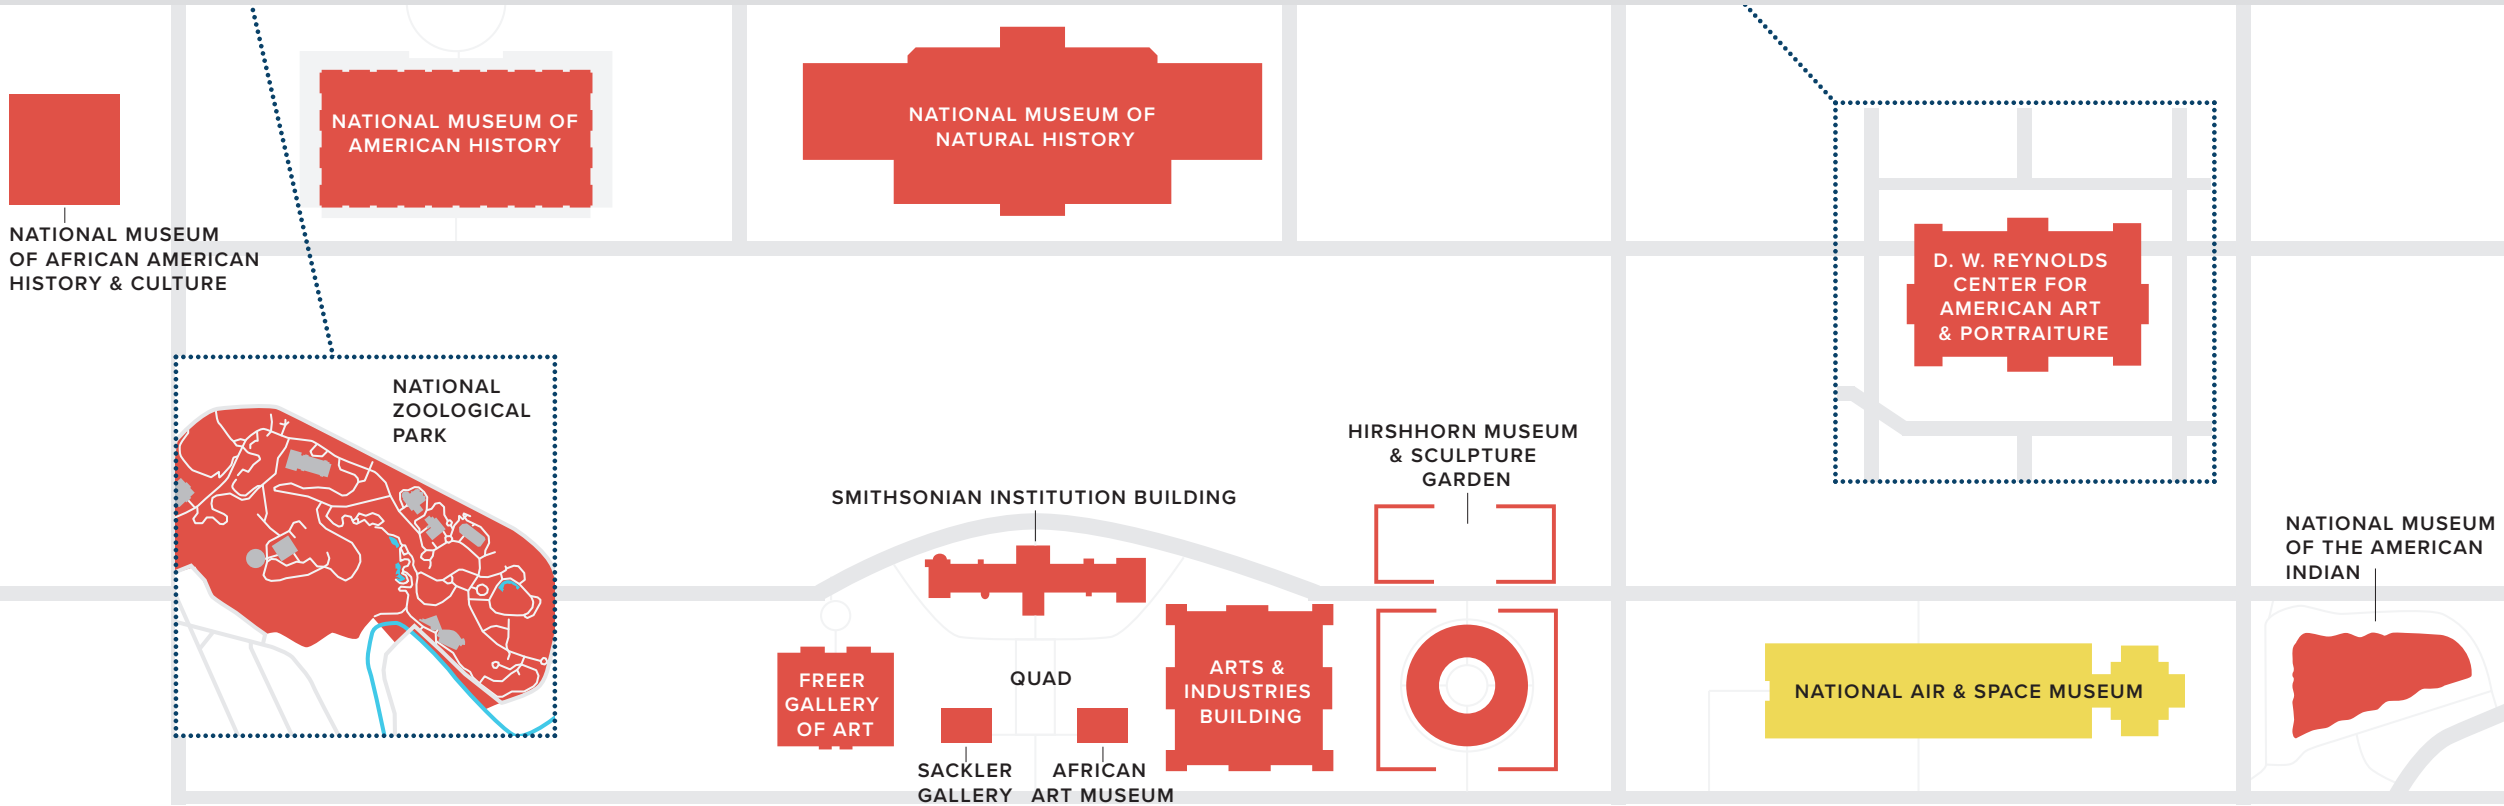 NATIONAL MUSEUM
OF AFRICAN AMERICAN
HISTORY & CULTURE
NATIONAL MUSEUM OF
AMERICAN HISTORY
NATIONAL MUSEUM OF
NATURAL HISTORY
D. W. REYNOLDS
CENTER FOR
AMERICAN ART
& PORTRAITURE
NATIONAL
ZOOLOGICAL
PARK
SMITHSONIAN INSTITUTION BUILDING
HIRSHHORN MUSEUM
& SCULPTURE
GARDEN
NATIONAL MUSEUM
OF THE AMERICAN
INDIAN
FREER
GALLERY
OF ART
QUAD
SACKLER
GALLERY
AFRICAN
ART MUSEUM
ARTS &
INDUSTRIES
BUILDING
NATIONAL AIR & SPACE MUSEUM